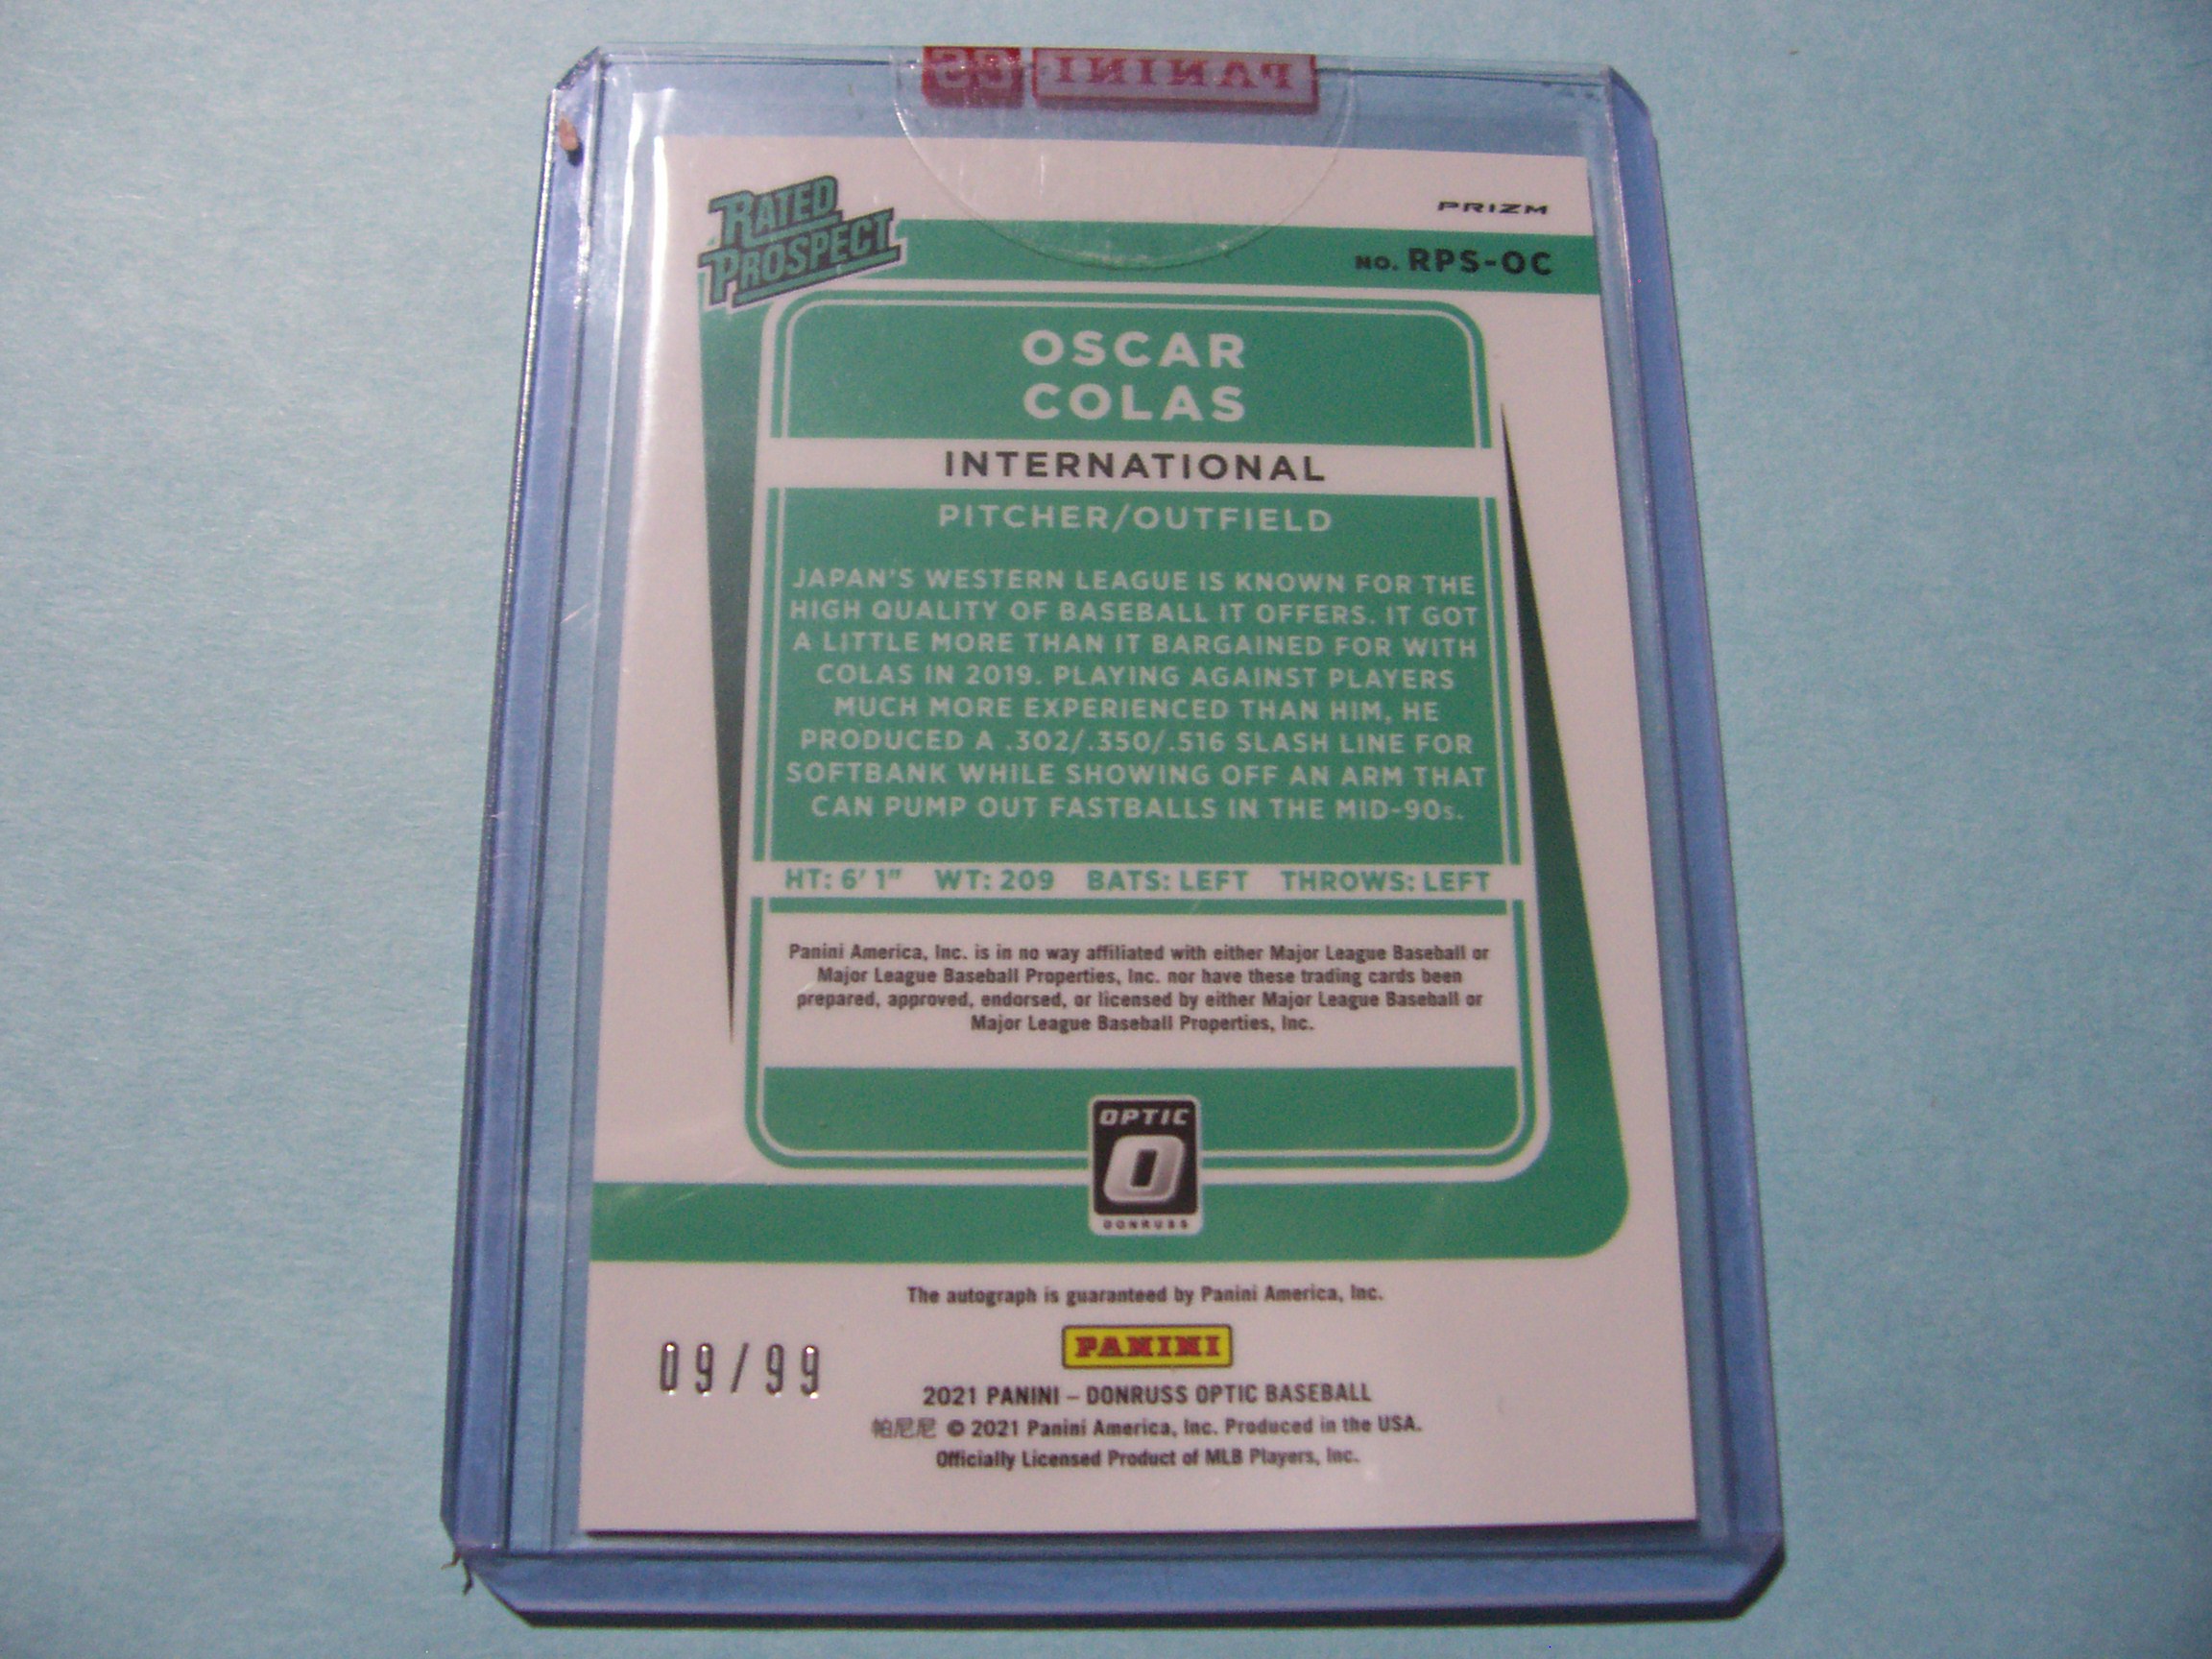 PANINI
RATED
PROSPECT
PRIZM
NO. RPS-OC
OSCAR
COLAS
INTERNATIONAL
PITCHER/OUTFIELD
JAPAN'S WESTERN LEAGUE IS KNOWN FOR THE
HIGH QUALITY OF BASEBALL IT OFFERS. IT GOT
A LITTLE MORE THAN IT BARGAINED FOR WITH
COLAS IN 2019. PLAYING AGAINST PLAYERS
MUCH MORE EXPERIENCED THAN HIM, HE
PRODUCED A .302/.350/.516 SLASH LINE FOR
SOFTBANK WHILE SHOWING OFF AN ARM THAT
CAN PUMP OUT FASTBALLS IN THE MID-90s.
HT: 6' 1" WT: 209 BATS: LEFT THROWS: LEFT
Panini America, Inc. is in no way affiliated with either Major League Baseball or
Major League Baseball Properties, Inc. nor have these trading cards been
prepared, approved, endorsed, or licensed by either Major League Baseball or
Major League Baseball Properties, Inc.
OPTIC
O
DONRUSS
The autograph is guaranteed by Panini America, Inc.
PANINI
09/99
2021 PANINI – DONRUSS OPTIC BASEBALL
帕尼尼 © 2021 Panini America, Inc. Produced in the USA.
Officially Licensed Product of MLB Players, Inc.